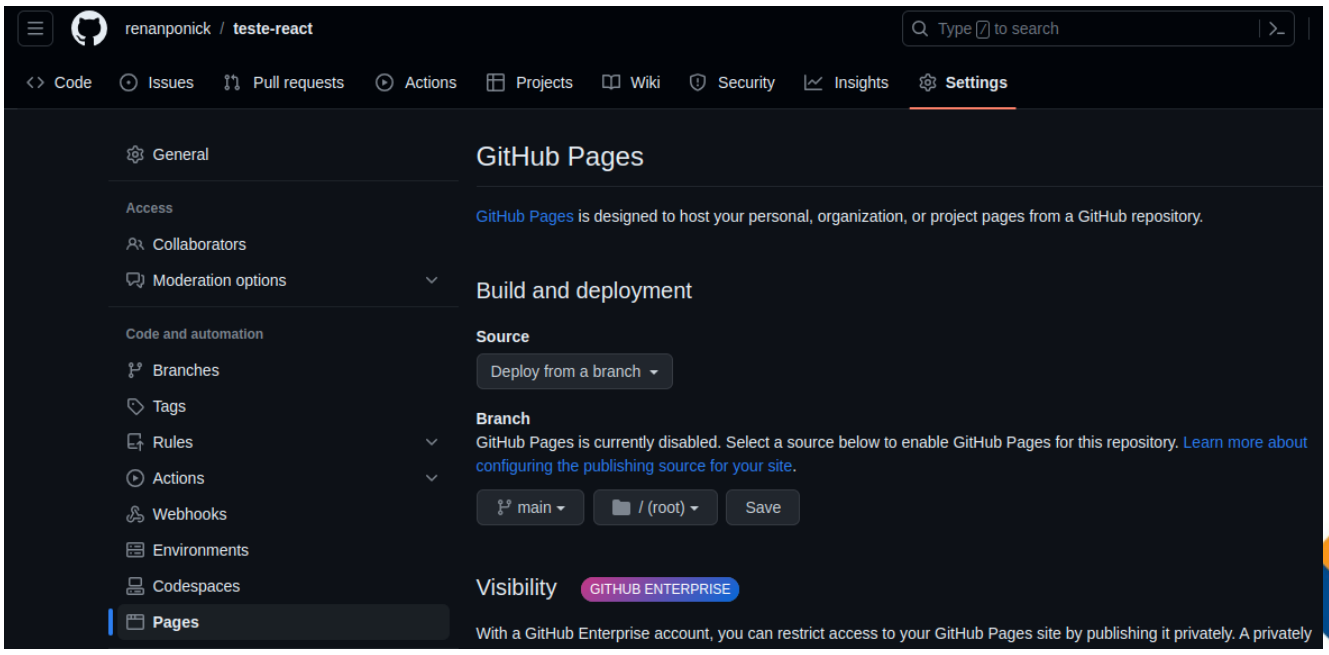 renanponick / teste-react
Type / to search
Code Issues Pull requests Actions Projects Wiki Security Insights Settings
General
Access
Collaborators
Moderation options
Code and automation
Branches
Tags
Rules
Actions
Webhooks
Environments
Codespaces
Pages
GitHub Pages
GitHub Pages is designed to host your personal, organization, or project pages from a GitHub repository.
Build and deployment
Source
Deploy from a branch
Branch
GitHub Pages is currently disabled. Select a source below to enable GitHub Pages for this repository. Learn more about
configuring the publishing source for your site.
main / (root) Save
Visibility GITHUB ENTERPRISE
With a GitHub Enterprise account, you can restrict access to your GitHub Pages site by publishing it privately. A privately